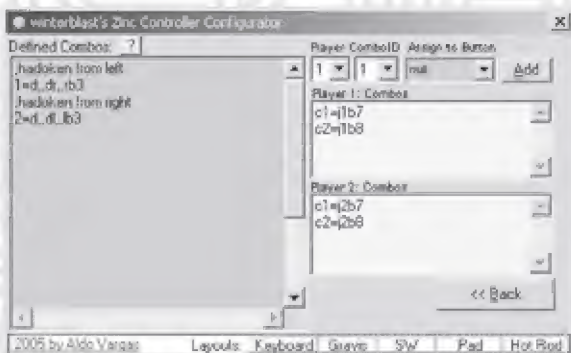 winterblast's Zinc Controller Configurator
Defined Combos: ?
;hadoken from left
1=d,,dr,,rb3
;hadoken from right
2=d,,dl,,lb3
Player ComboID Assign to Button
1 1 null Add
Player 1: Combos
c1=j1b7
c2=j1b8
Player 2: Combos
c1=j2b7
c2=j2b8
<< Back
2005 by Aldo Vargas Layouts: Keyboard Gravis SW Pad Hot Rod